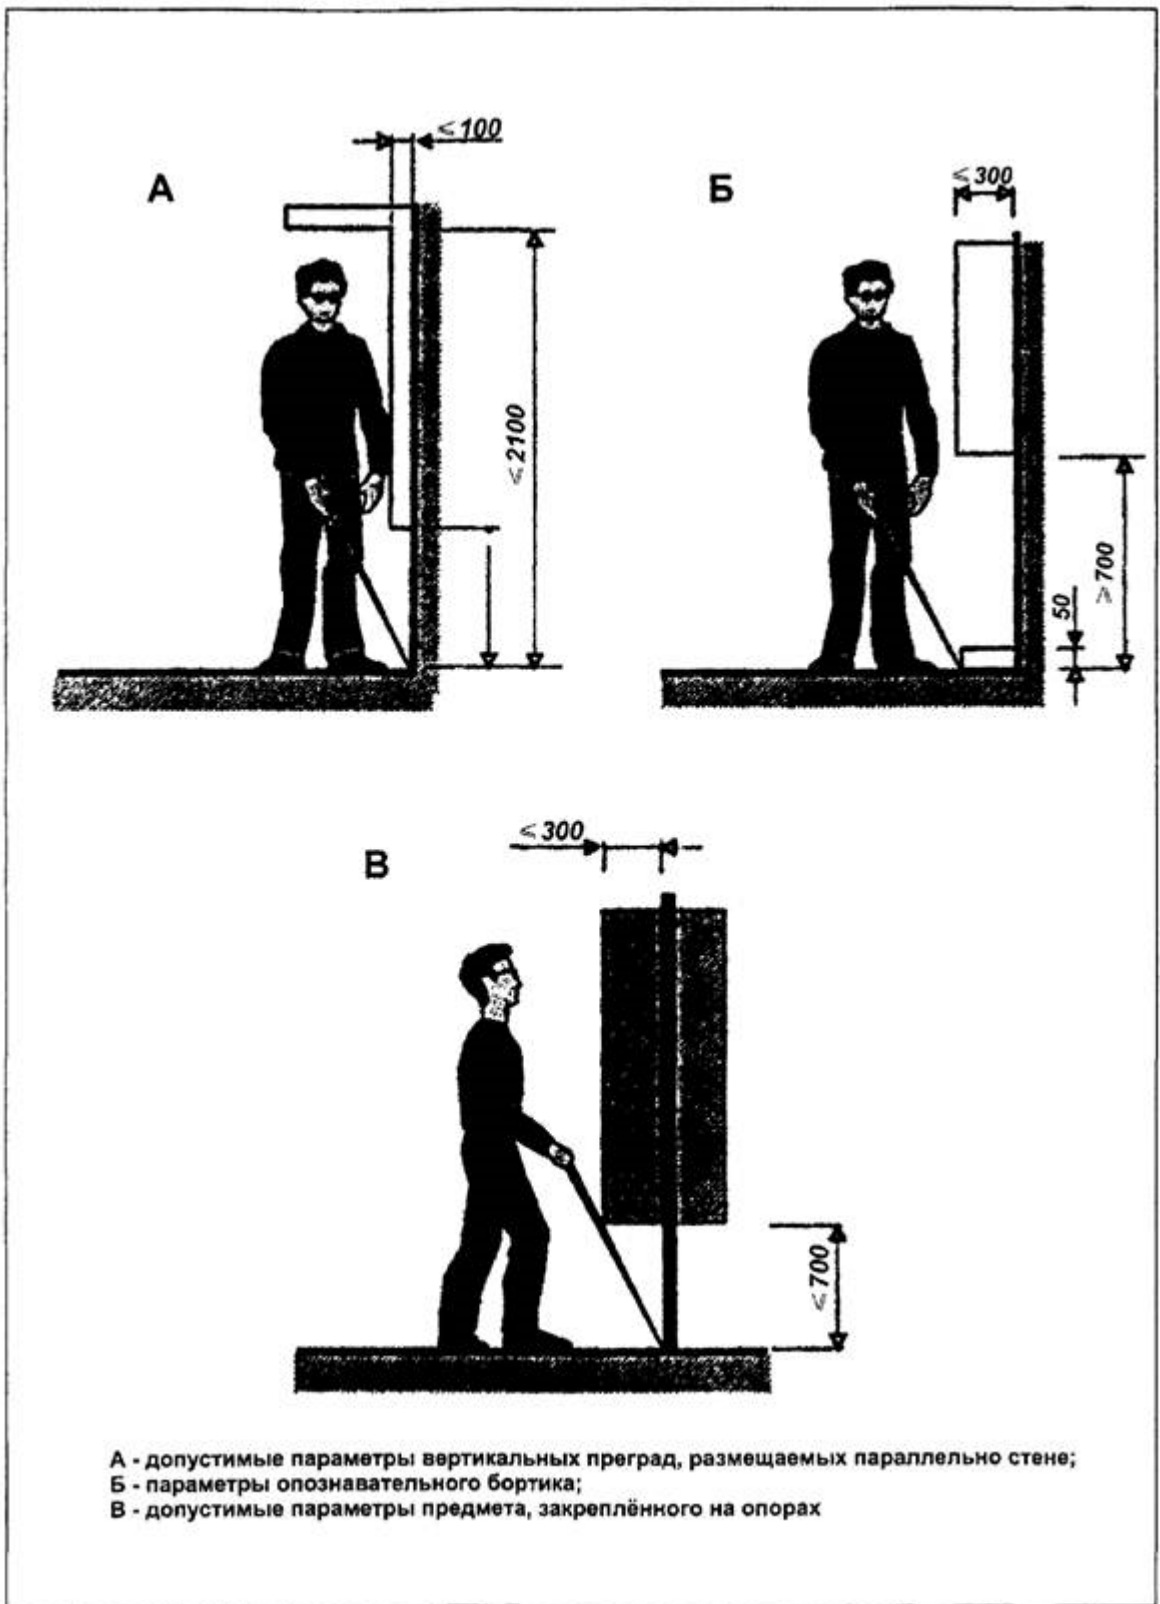 А
≤100
≤2100
Б
≤300
≥700
50
В
≤300
≤700
А - допустимые параметры вертикальных преград, размещаемых параллельно стене;
Б - параметры опознавательного бортика;
В - допустимые параметры предмета, закреплённого на опорах